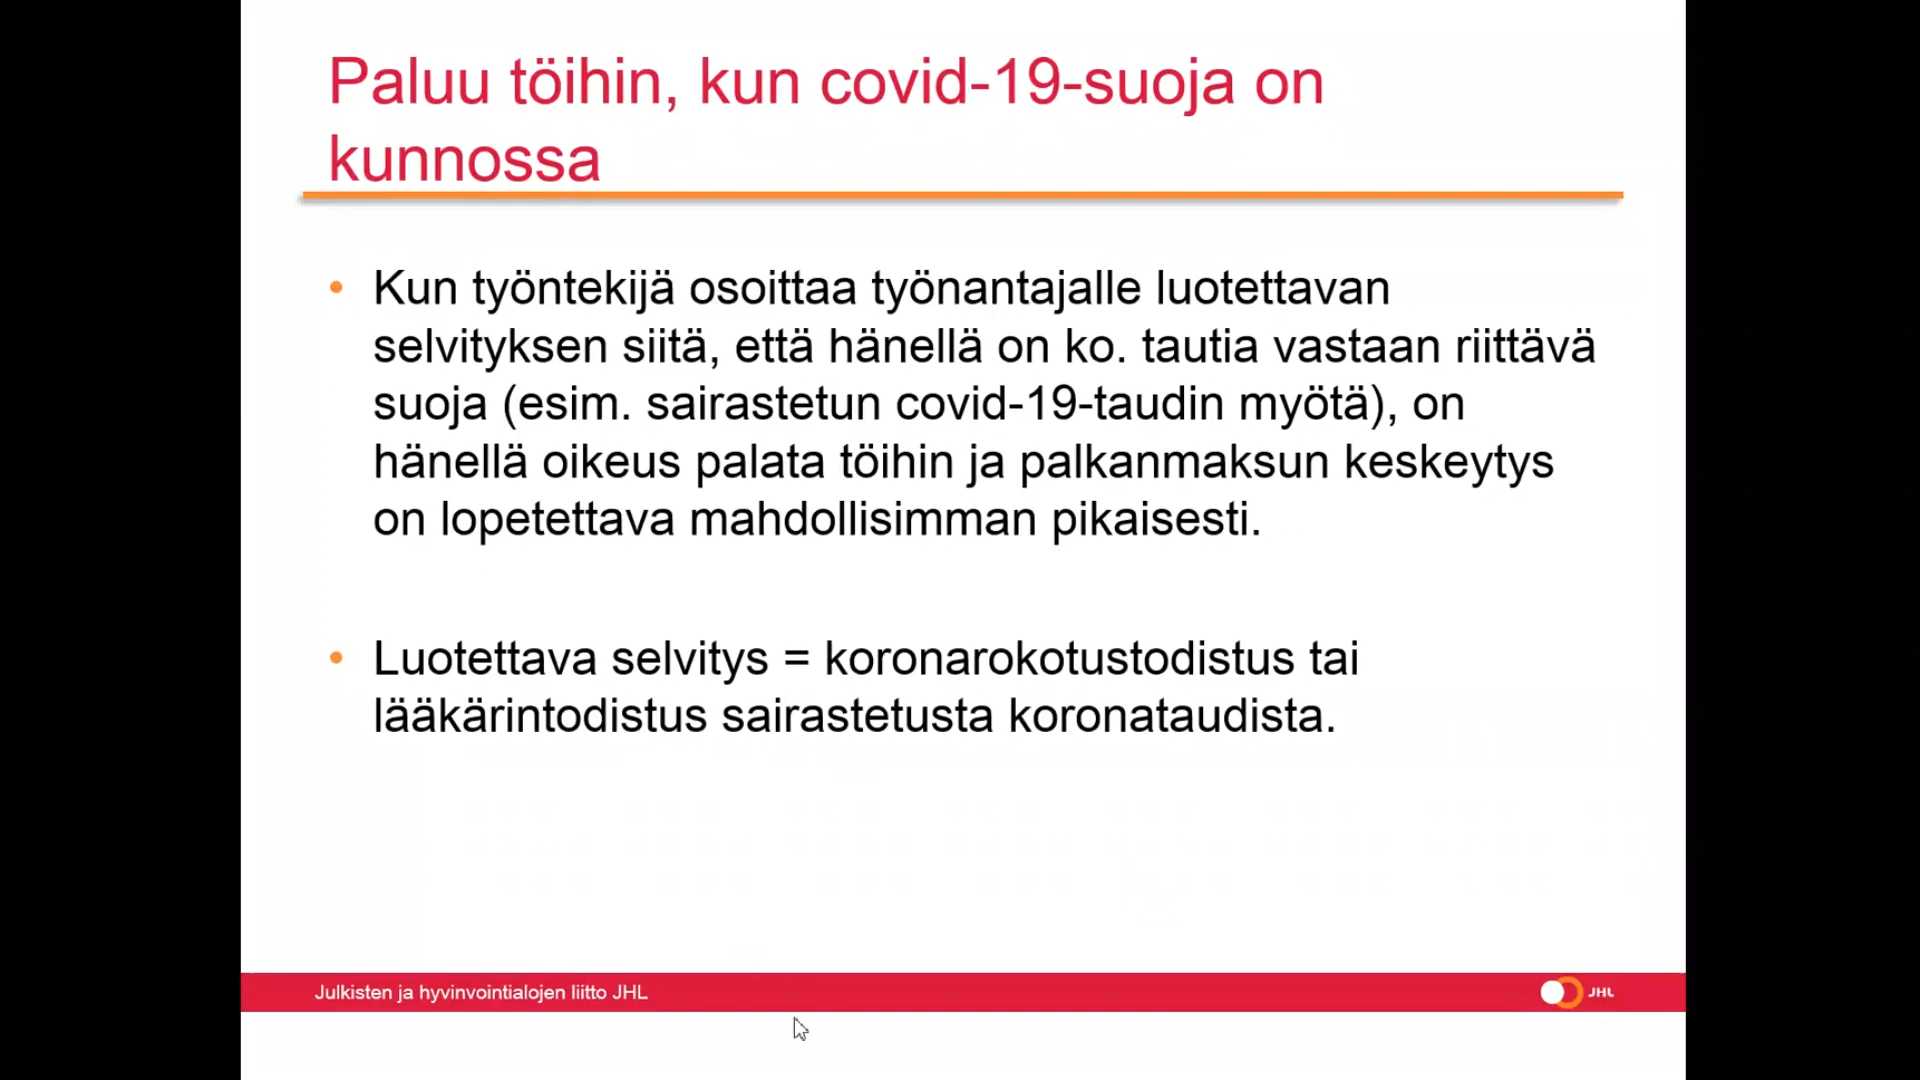 Paluu töihin, kun covid-19-suoja on
kunnossa
• Kun työntekijä osoittaa työnantajalle luotettavan
selvityksen siitä, että hänellä on ko. tautia vastaan riittävä
suoja (esim. sairastetun covid-19-taudin myötä), on
hänellä oikeus palata töihin ja palkanmaksun keskeytys
on lopetettava mahdollisimman pikaisesti.
• Luotettava selvitys = koronarokotustodistus tai
lääkärintodistus sairastetusta koronataudista.
Julkisten ja hyvinvointialojen liitto JHL
JHL